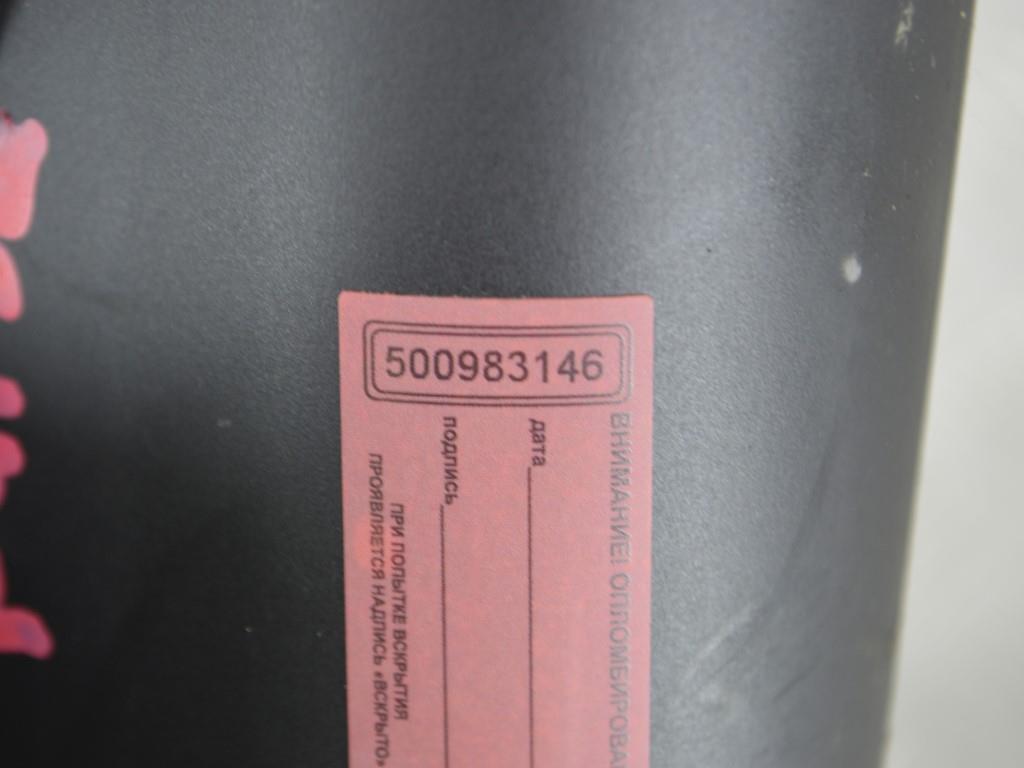 500983146
ВНИМАНИЕ! ОПЛОМБИРОВА
дата
подпись
ПРИ ПОПЫТКЕ ВСКРЫТИЯ
ПРОЯВЛЯЕТСЯ НАДПИСЬ «ВСКРЫТО»